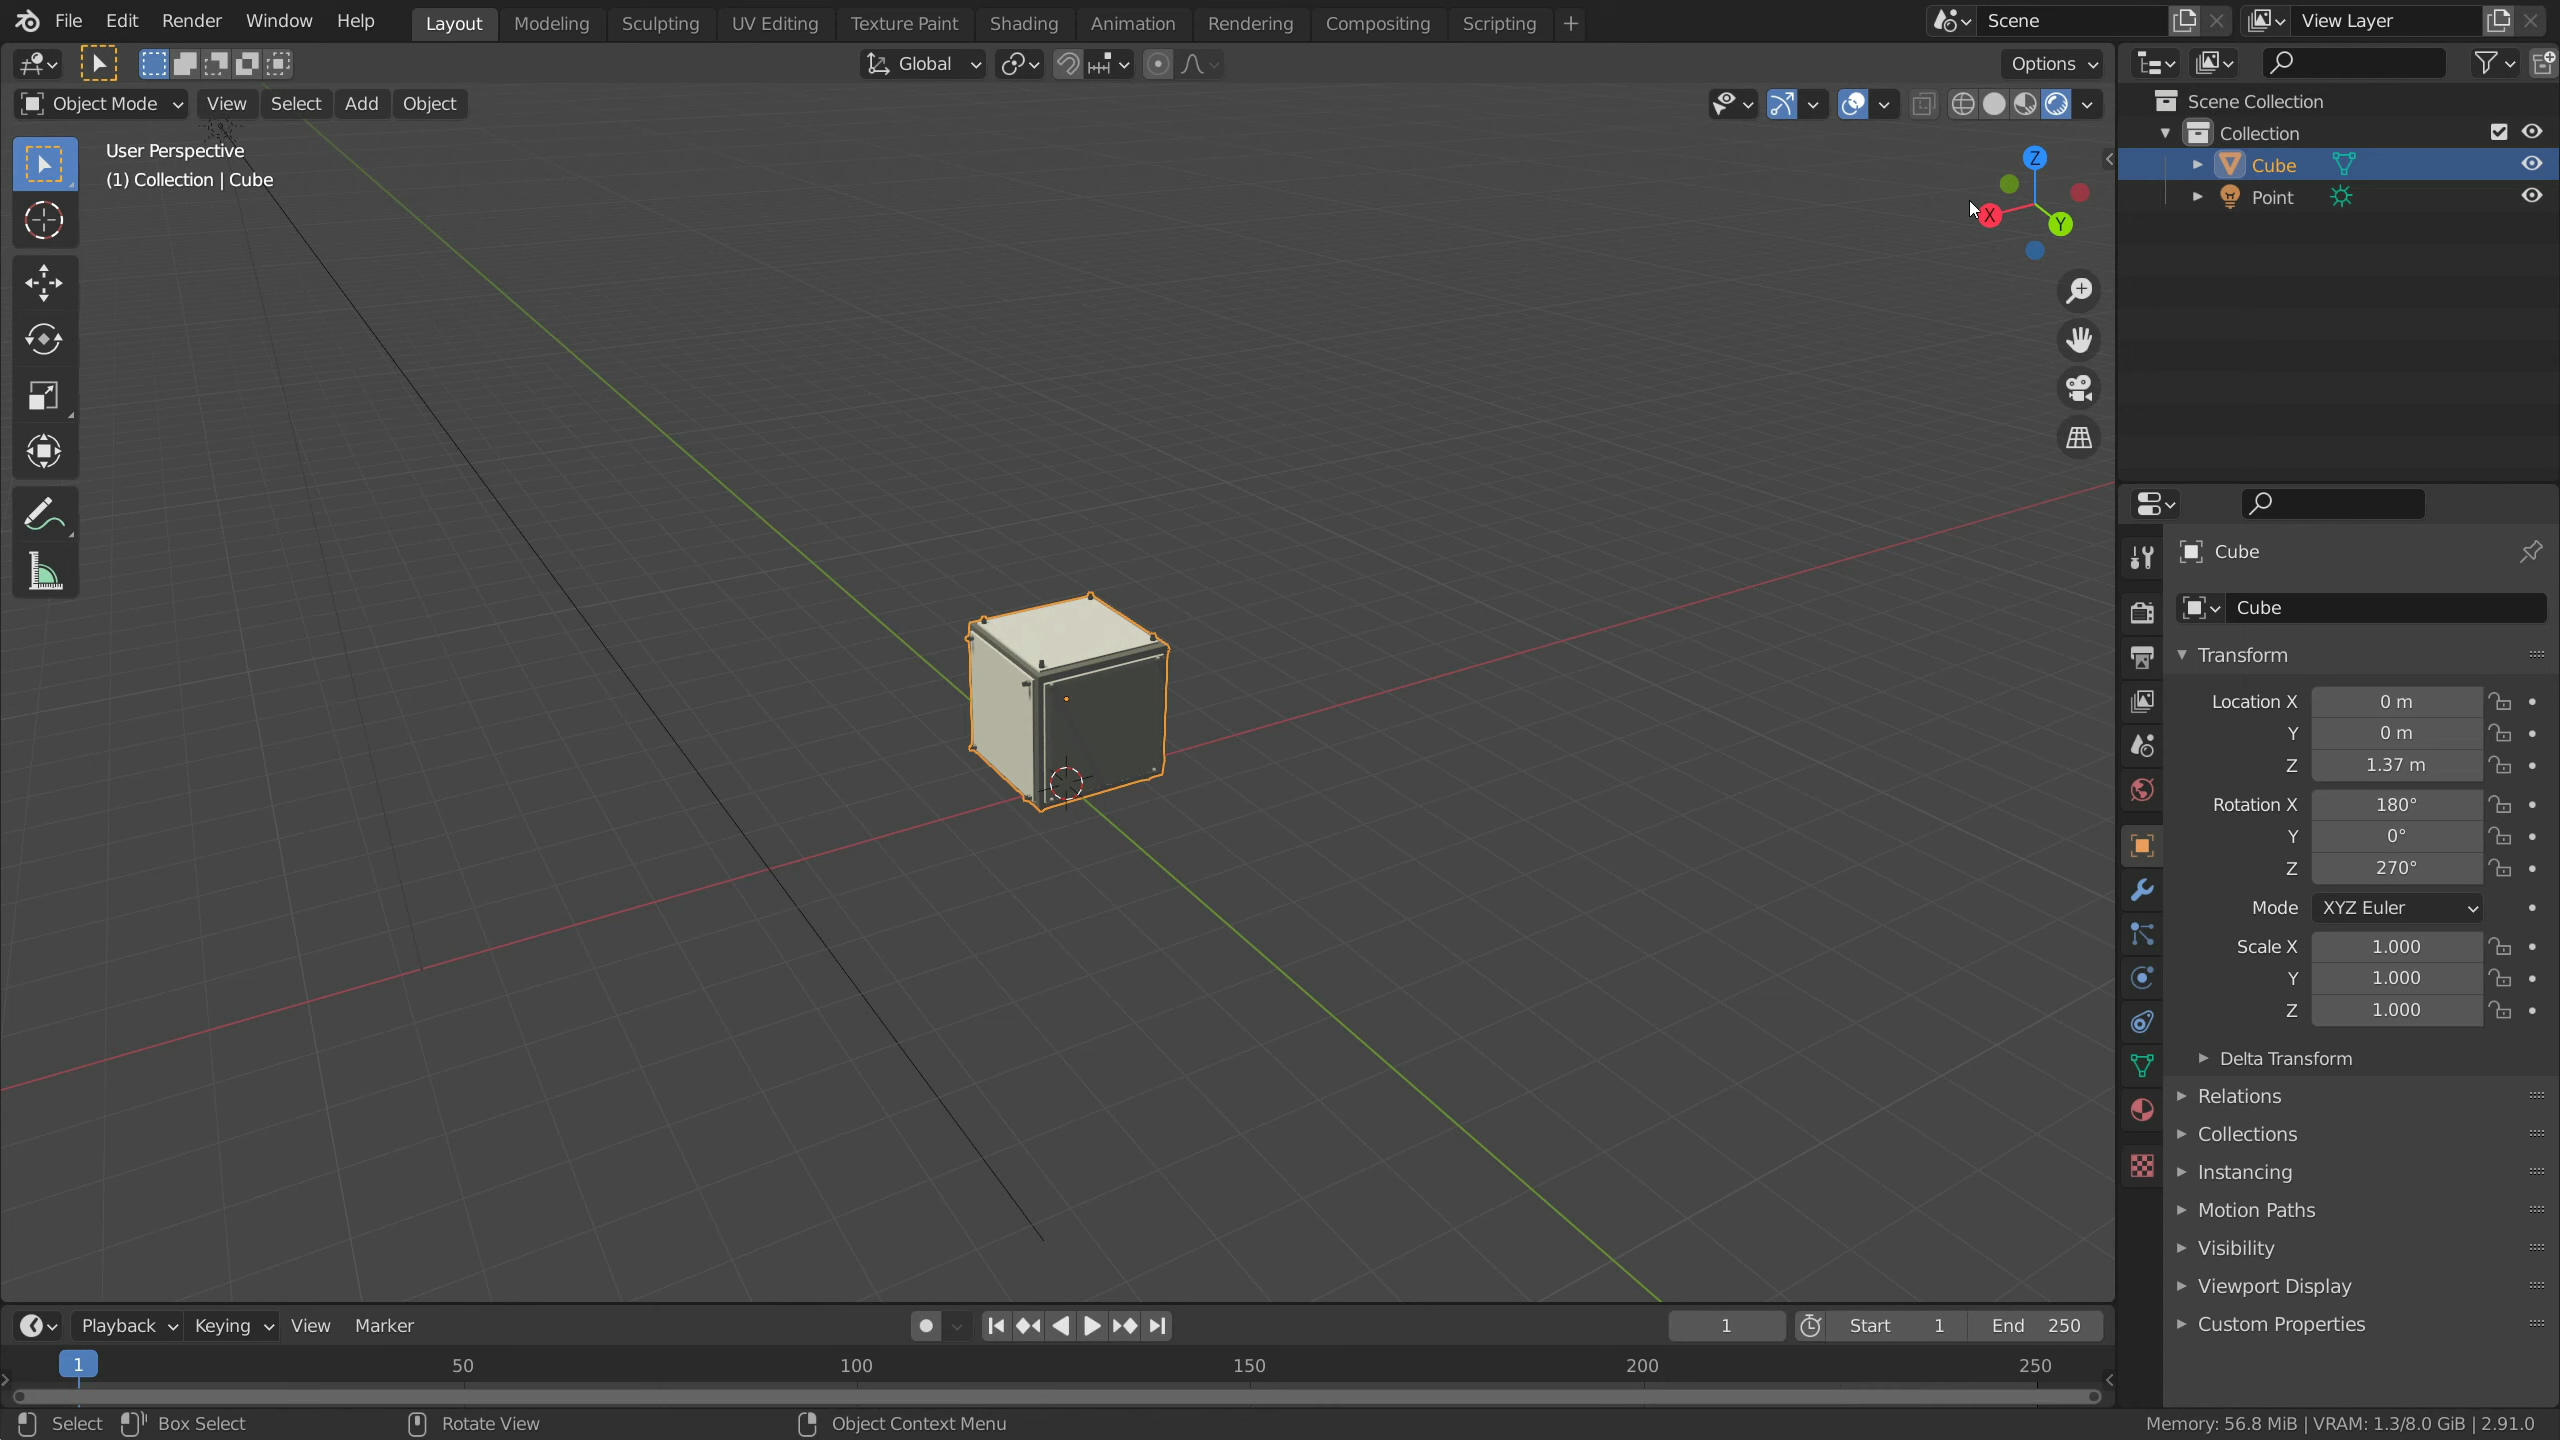 File Edit Render Window Help Layout Modeling Sculpting UV Editing Texture Paint Shading Animation Rendering Compositing Scripting + Scene View Layer
Global Options
Object Mode View Select Add Object
User Perspective
(1) Collection | Cube
Z
X
Y
Scene Collection
Collection
Cube
Point
Cube
Cube
Transform
Location X 0 m
Y 0 m
Z 1.37 m
Rotation X 180°
Y 0°
Z 270°
Mode XYZ Euler
Scale X 1.000
Y 1.000
Z 1.000
Delta Transform
Relations
Collections
Instancing
Motion Paths
Visibility
Viewport Display
Custom Properties
Playback Keying View Marker 1 Start 1 End 250
1 50 100 150 200 250
Select Box Select Rotate View Object Context Menu Memory: 56.8 MiB | VRAM: 1.3/8.0 GiB | 2.91.0